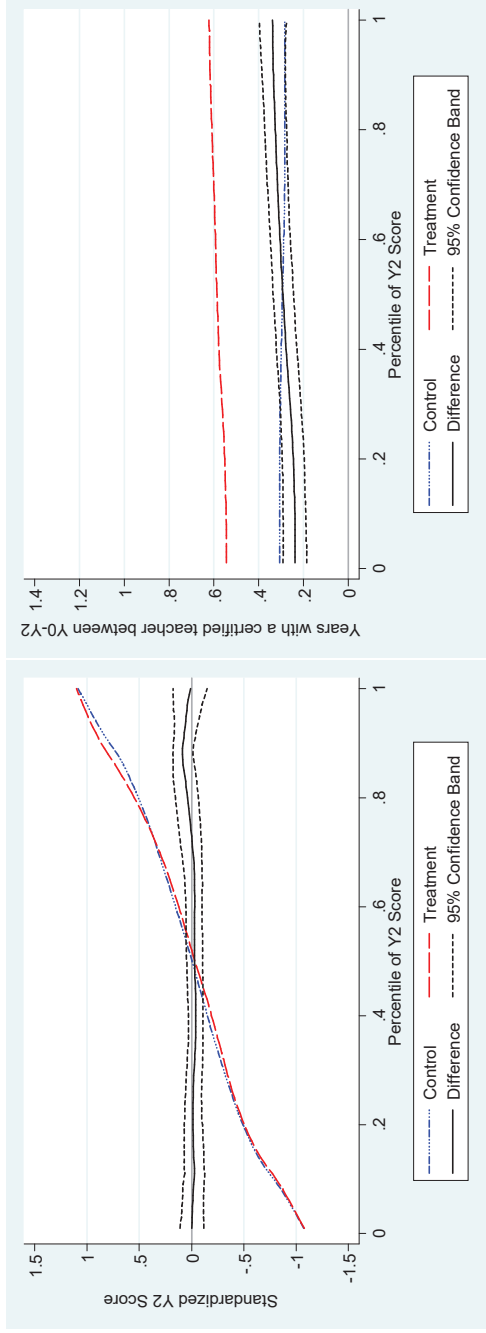 Standardized Y2 Score
1.5
1
.5
0
-.5
-1
-1.5
0 .2 .4 .6 .8 1
Percentile of Y2 Score
Control Treatment
Difference 95% Confidence Band
Years with a certified teacher between Y0-Y2
1.4
1.2
1
.8
.6
.4
.2
0
0 .2 .4 .6 .8 1
Percentile of Y2 Score
Control Treatment
Difference 95% Confidence Band